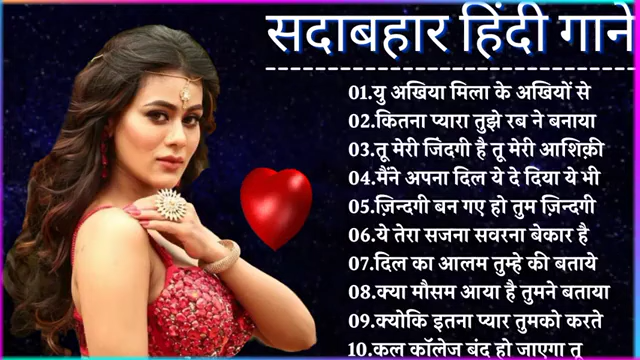 सदाबहार हिंदी गाने
01.यु अखिया मिला के अखियों से
02.कितना प्यारा तुझे रब ने बनाया
03.तू मेरी जिंदगी है तू मेरी आशिक़ी
04.मैंने अपना दिल ये दे दिया ये भी
05.ज़िन्दगी बन गए हो तुम ज़िन्दगी
06.ये तेरा सजना सवरना बेकार है
07.दिल का आलम तुम्हे की बताये
08.क्या मौसम आया है तुमने बताया
09.क्योकि इतना प्यार तुमको करते
10.कल कॉलेज बंद हो जाएगा तू